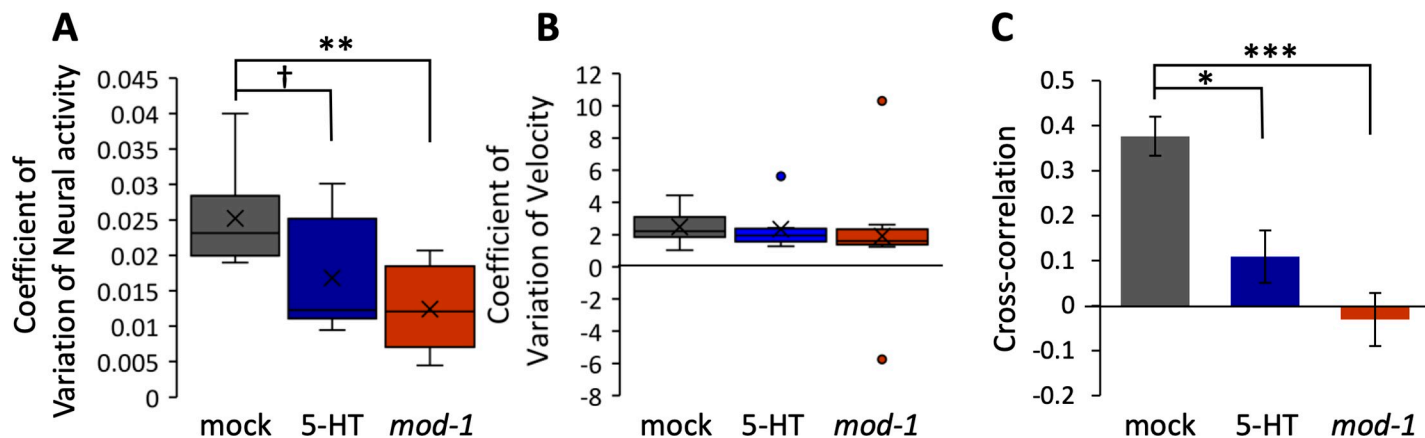 A
Coefficient of
Variation of Neural activity
0.045
0.04
0.035
0.03
0.025
0.02
0.015
0.01
0.005
0
**
†
mock
5-HT
mod-1
B
Coefficient of
Variation of Velocity
12
10
8
6
4
2
0
-2
-4
-6
-8
mock
5-HT
mod-1
C
Cross-correlation
0.5
0.4
0.3
0.2
0.1
0
-0.1
-0.2
***
*
mock
5-HT
mod-1